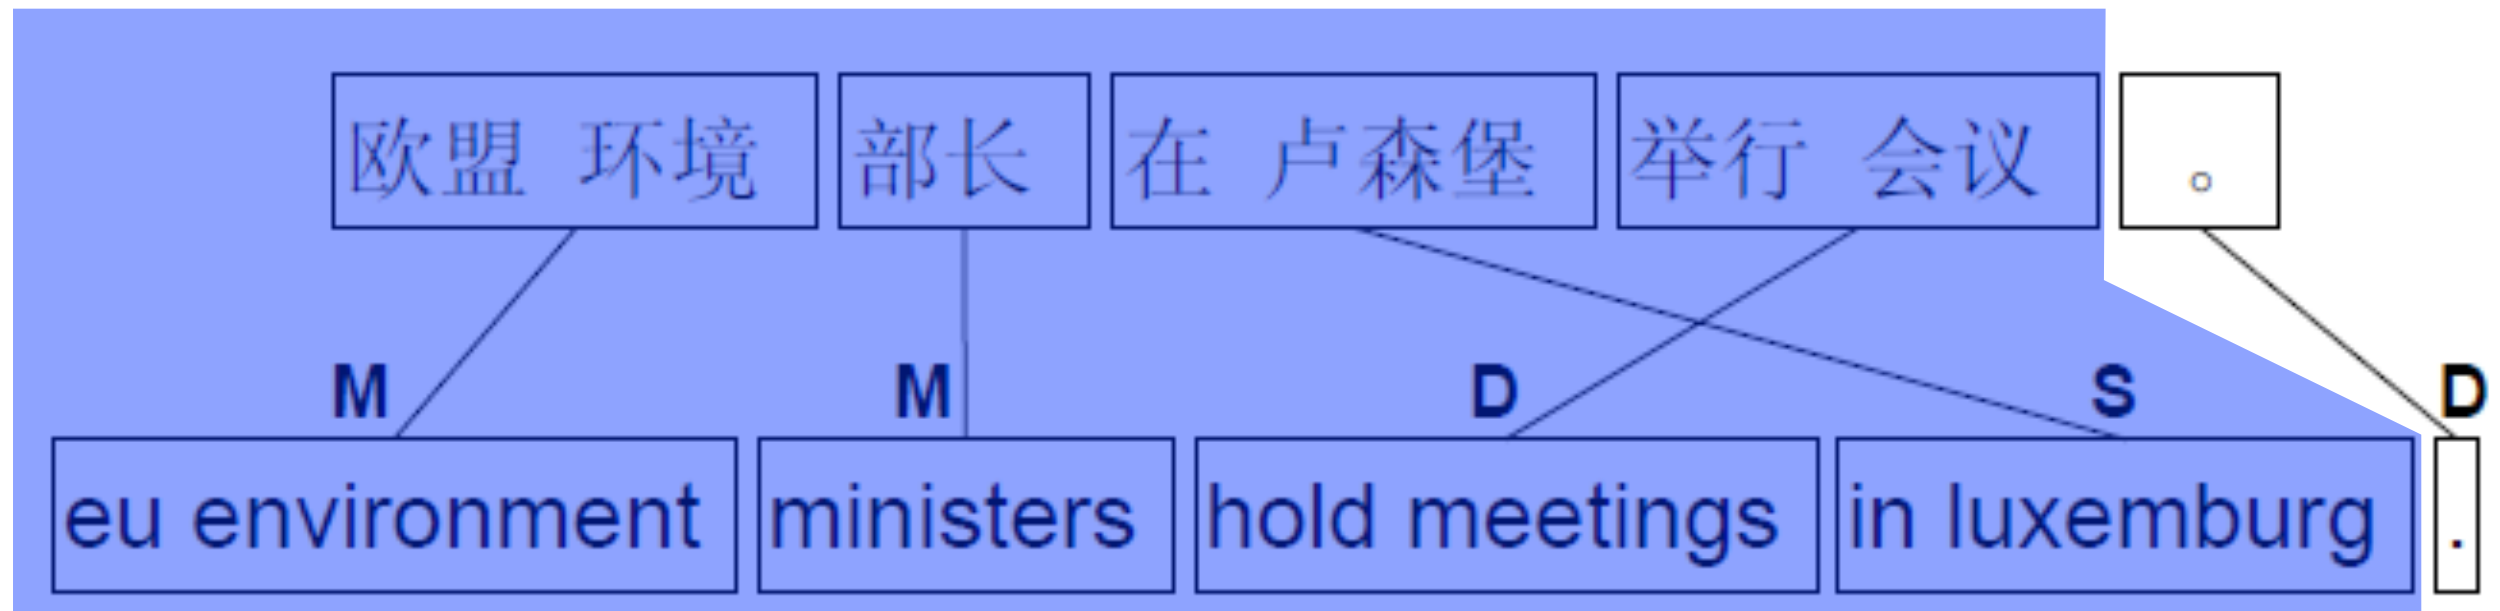 欧盟 环境 部长 在 卢森堡 举行 会议 。
M M D S D
eu environment ministers hold meetings in luxemburg .